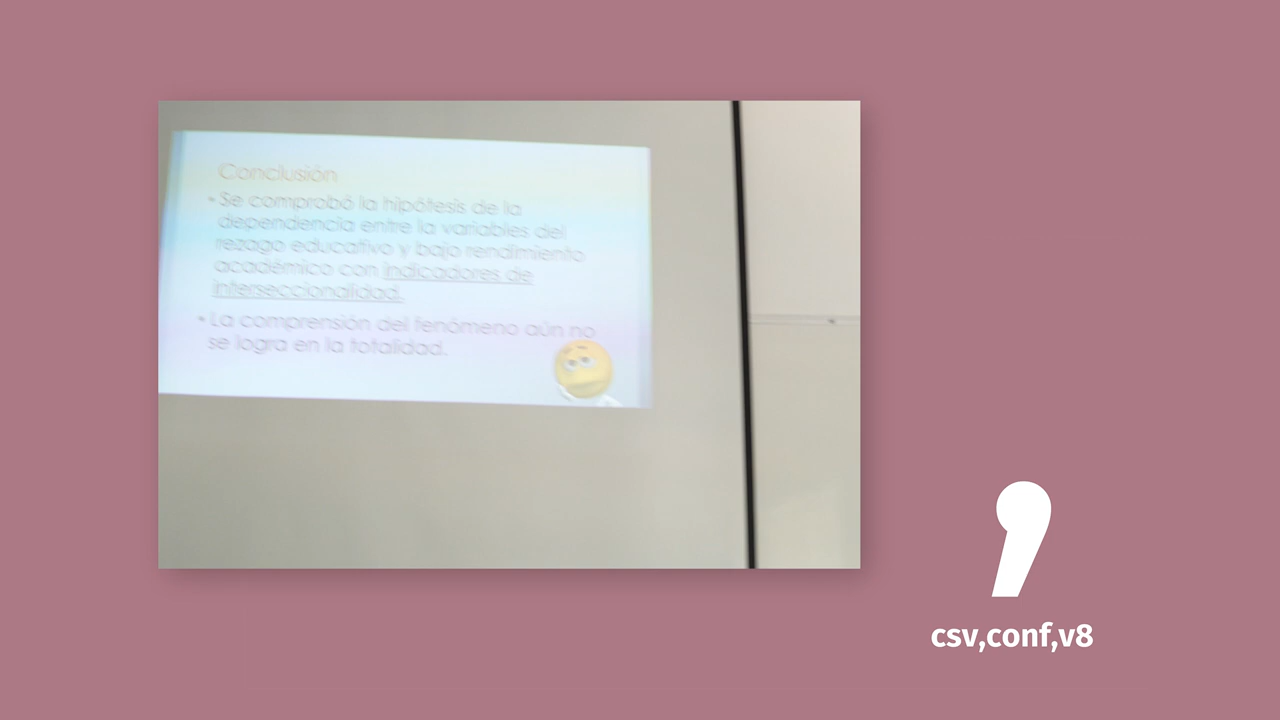 Conclusión
• Se comprobó la hipótesis de la
dependencia entre la variables del
rezago educativo y bajo rendimiento
académico con indicadores de
interseccionalidad.
• La comprensión del fenómeno aún no
se logra en la totalidad.
csv,conf,v8